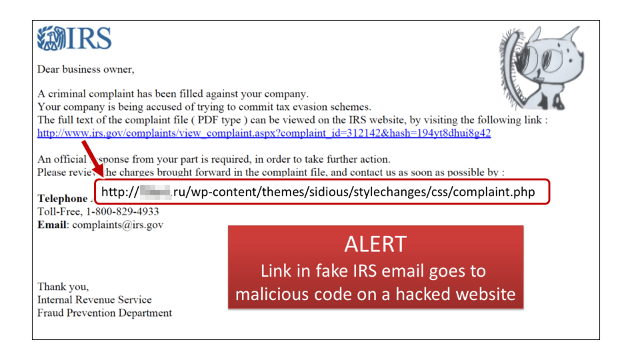 IRS
Dear business owner,
A criminal complaint has been filled against your company.
Your company is being accused of trying to commit tax evasion schemes.
The full text of the complaint file ( PDF type ) can be viewed on the IRS website, by visiting the following link :
http://www.irs.gov/complaints/view_complaint.aspx?complaint_id=312142&hash=194yt8dhui8g42
An official response from your part is required, in order to take further action.
Please review the charges brought forward in the complaint file, and contact us as soon as possible by :
http:// .ru/wp-content/themes/sidious/stylechanges/css/complaint.php
Telephone
Toll-Free, 1-800-829-4933
Email: complaints@irs.gov
ALERT
Link in fake IRS email goes to
malicious code on a hacked website
Thank you,
Internal Revenue Service
Fraud Prevention Department